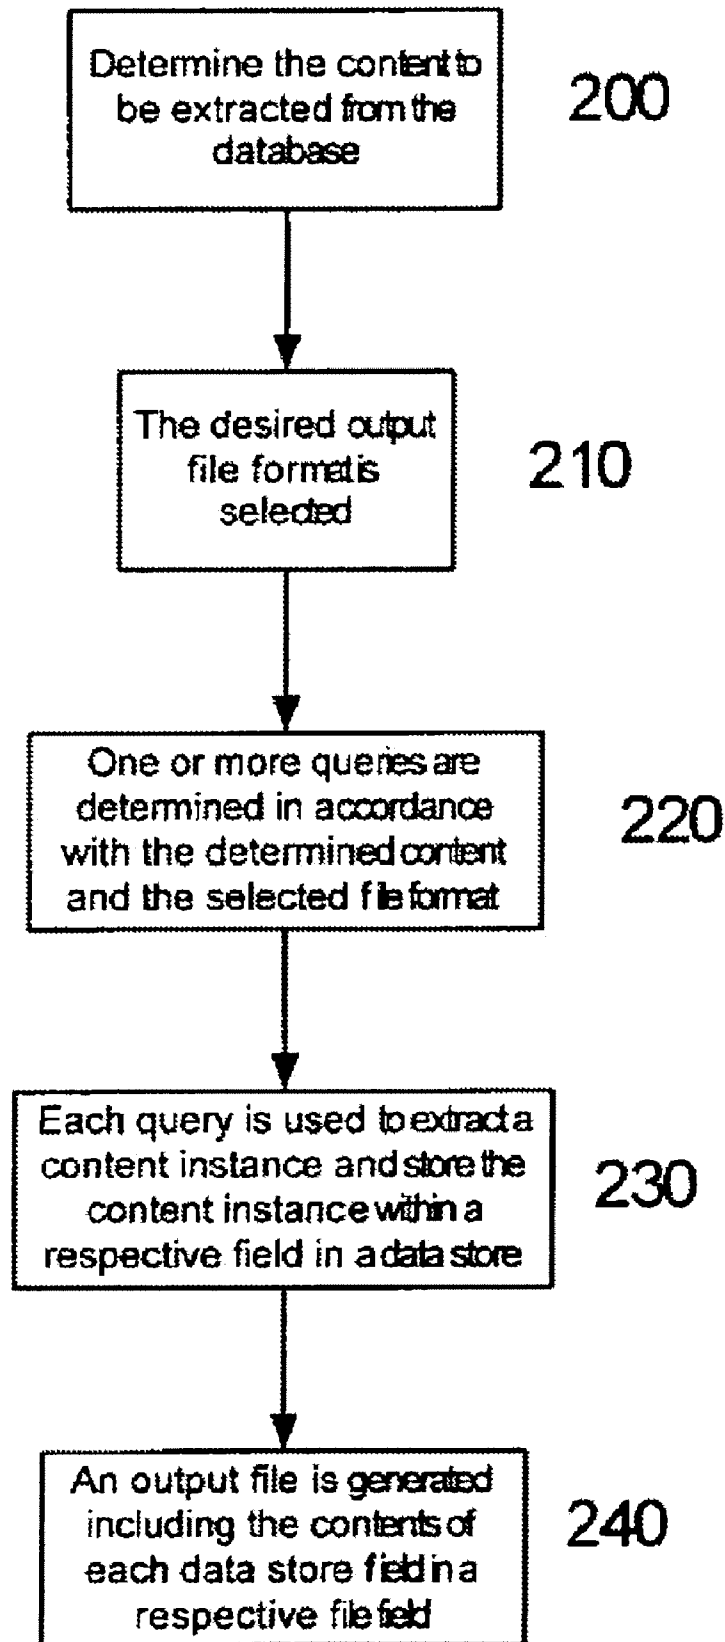 Determine the content to
be extracted from the
database
200
The desired output
file format is
selected
210
One or more queries are
determined in accordance
with the determined content
and the selected file format
220
Each query is used to extract a
content instance and store the
content instance within a
respective field in a data store
230
An output file is generated
including the contents of
each data store field in a
respective file field
240